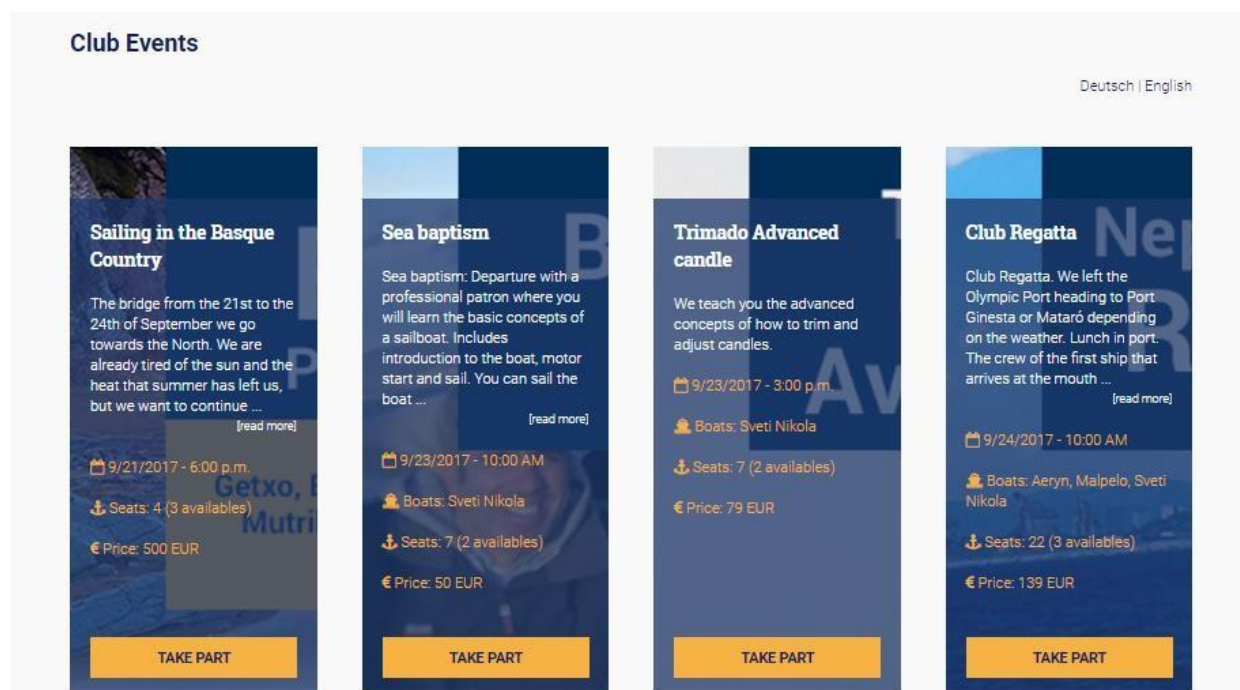 Club Events
Deutsch | English
Sailing in the Basque
Country
The bridge from the 21st to the
24th of September we go
towards the North. We are
already tired of the sun and the
heat that summer has left us,
but we want to continue ...
[read more]
9/21/2017 - 6:00 p.m.
Seats: 4 (3 availables)
€ Price: 500 EUR
Getxo,
Mutri
P
TAKE PART
Sea baptism
B
Sea baptism: Departure with a
professional patron where you
will learn the basic concepts of
a sailboat. Includes
introduction to the boat, motor
start and sail. You can sail the
boat ...
[read more]
9/23/2017 - 10:00 AM
Boats: Sveti Nikola
Seats: 7 (2 availables)
€ Price: 50 EUR
TAKE PART
Trimado Advanced
candle
We teach you the advanced
concepts of how to trim and
adjust candles.
Av
9/23/2017 - 3:00 p.m.
Boats: Sveti Nikola
Seats: 7 (2 availables)
€ Price: 79 EUR
TAKE PART
Club Regatta
Nep
R
Club Regatta. We left the
Olympic Port heading to Port
Ginesta or Mataró depending
on the weather. Lunch in port.
The crew of the first ship that
arrives at the mouth ...
[read more]
9/24/2017 - 10:00 AM
Boats: Aeryn, Malpelo, Sveti
Nikola
Seats: 22 (3 availables)
€ Price: 139 EUR
TAKE PART